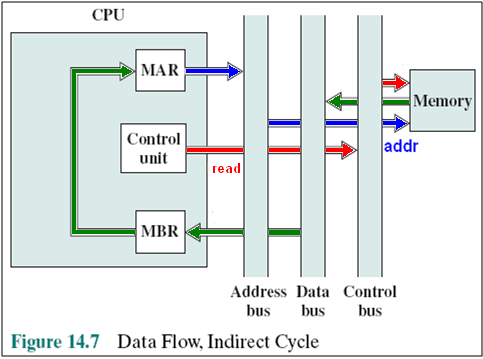 CPU
MAR
Memory
Control
unit
read
addr
MBR
Address
bus
Data
bus
Control
bus
Figure 14.7 Data Flow, Indirect Cycle